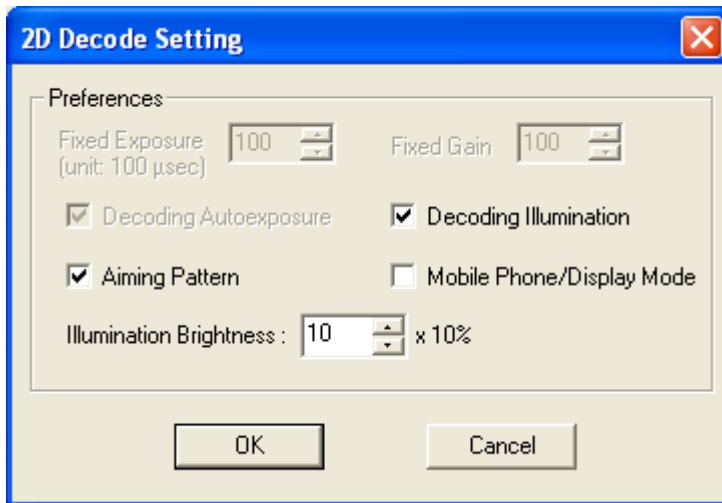 2D Decode Setting
Preferences
Fixed Exposure 100 Fixed Gain 100
(unit: 100 µsec)
Decoding Autoexposure Decoding Illumination
Aiming Pattern Mobile Phone/Display Mode
Illumination Brightness : 10 x 10%
OK Cancel